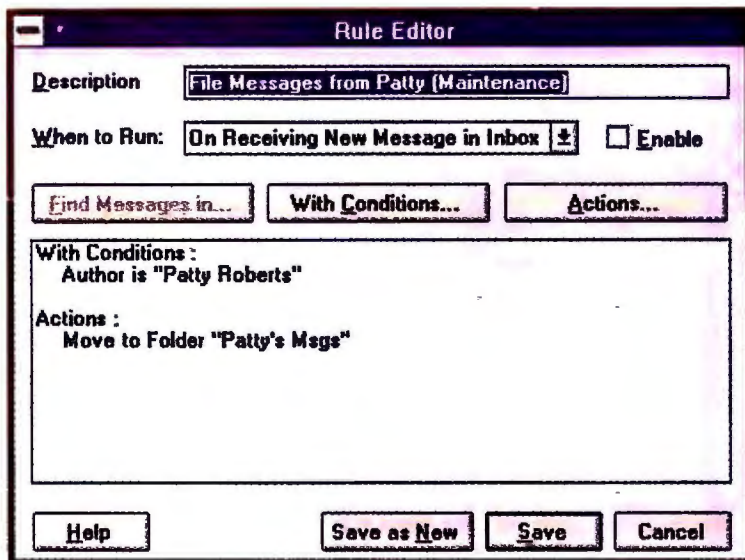 Rule Editor
Description File Messages from Patty (Maintenance)
When to Run: On Receiving New Message in Inbox Enable
Find Messages in... With Conditions... Actions...
With Conditions :
Author is "Patty Roberts"
Actions :
Move to Folder "Patty's Msgs"
Help Save as New Save Cancel